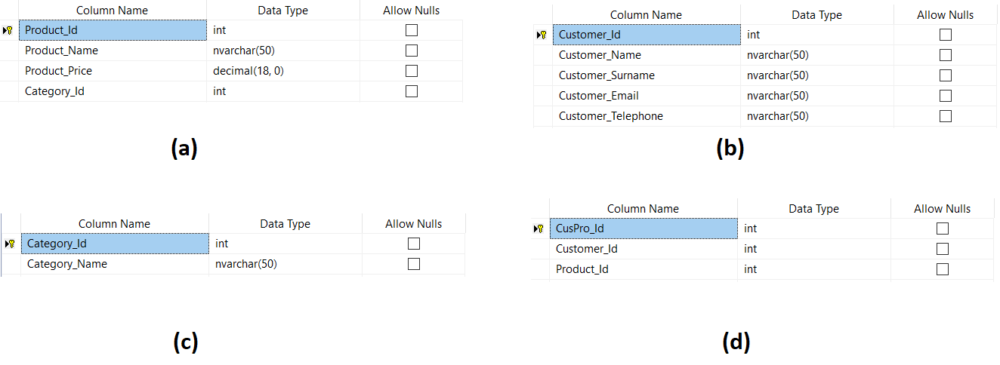 Column Name Data Type Allow Nulls
Product_Id int
Product_Name nvarchar(50)
Product_Price decimal(18, 0)
Category_Id int
(a)
Column Name Data Type Allow Nulls
Customer_Id int
Customer_Name nvarchar(50)
Customer_Surname nvarchar(50)
Customer_Email nvarchar(50)
Customer_Telephone nvarchar(50)
(b)
Column Name Data Type Allow Nulls
Category_Id int
Category_Name nvarchar(50)
(c)
Column Name Data Type Allow Nulls
CusPro_Id int
Customer_Id int
Product_Id int
(d)